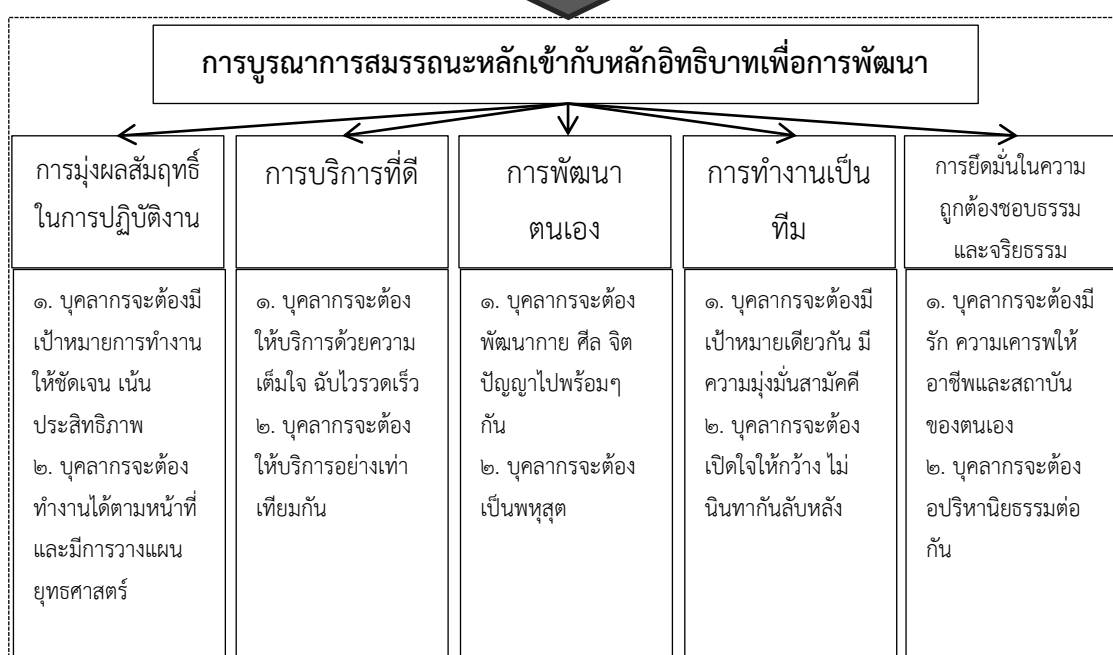 การบูรณาการสมรรถนะหลักเข้ากับหลักอิทธิบาทเพื่อการพัฒนา
การมุ่งผลสัมฤทธิ์
ในการปฏิบัติงาน
๑. บุคลากรจะต้องมี
เป้าหมายการทำงาน
ให้ชัดเจน เน้น
ประสิทธิภาพ
๒. บุคลากรจะต้อง
ทำงานได้ตามหน้าที่
และมีการวางแผน
ยุทธศาสตร์
การบริการที่ดี
๑. บุคลากรจะต้อง
ให้บริการด้วยความ
เต็มใจ ฉับไวรวดเร็ว
๒. บุคลากรจะต้อง
ให้บริการอย่างเท่า
เทียมกัน
การพัฒนา
ตนเอง
๑. บุคลากรจะต้อง
พัฒนากาย ศีล จิต
ปัญญาไปพร้อมๆ
กัน
๒. บุคลากรจะต้อง
เป็นพหุสุต
การทำงานเป็น
ทีม
๑. บุคลากรจะต้องมี
เป้าหมายเดียวกัน มี
ความมุ่งมั่นสามัคคี
๒. บุคลากรจะต้อง
เปิดใจให้กว้าง ไม่
นินทากันลับหลัง
การยึดมั่นในความ
ถูกต้องชอบธรรม
และจริยธรรม
๑. บุคลากรจะต้องมี
รัก ความเคารพให้
อาชีพและสถาบัน
ของตนเอง
๒. บุคลากรจะต้อง
อปริหานิยธรรมต่อ
กัน